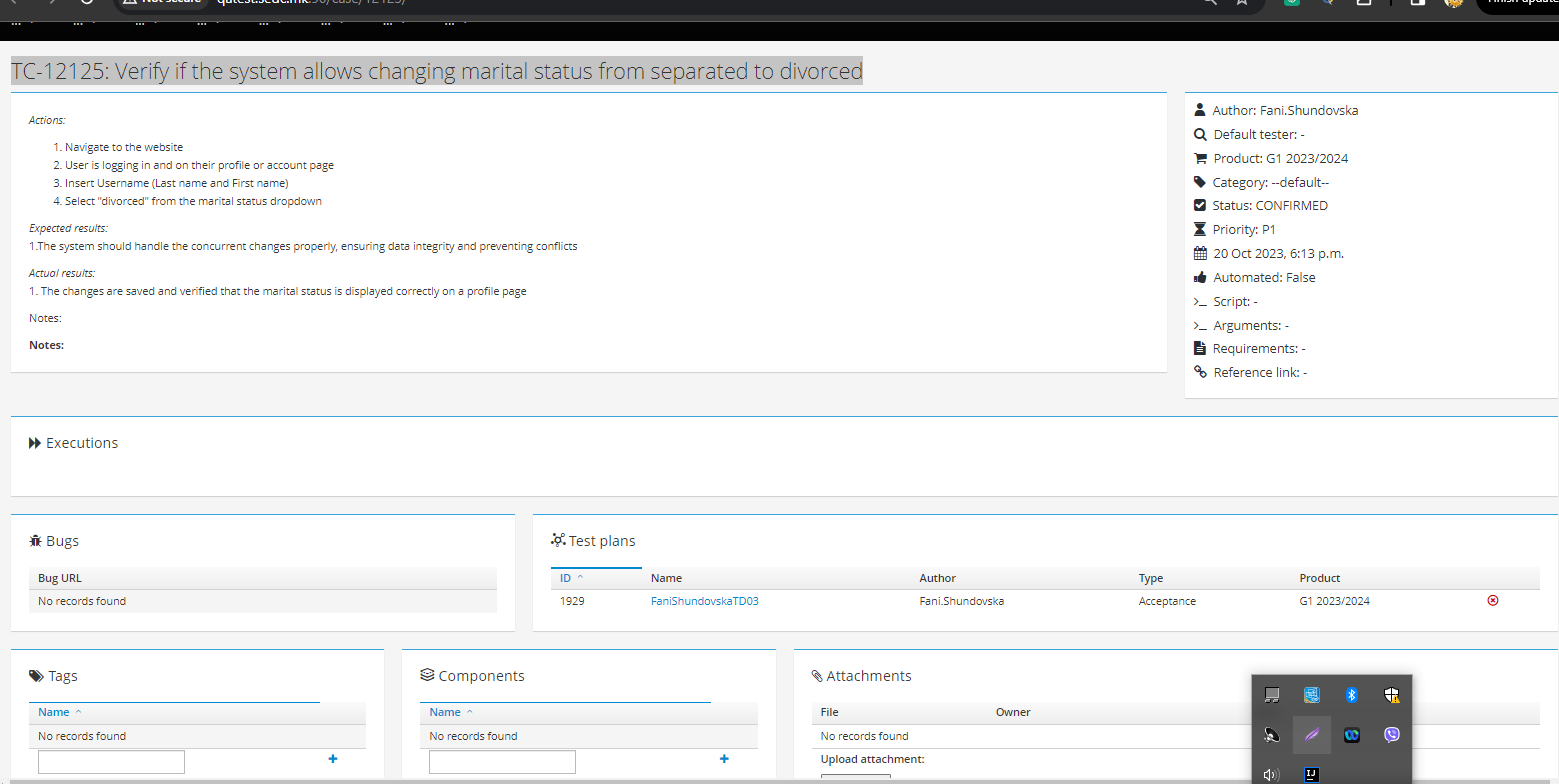 Not secure
qatest.sedc.mk
TC-12125: Verify if the system allows changing marital status from separated to divorced
Actions:
1. Navigate to the website
2. User is logging in and on their profile or account page
3. Insert Username (Last name and First name)
4. Select "divorced" from the marital status dropdown
Expected results:
1.The system should handle the concurrent changes properly, ensuring data integrity and preventing conflicts
Actual results:
1. The changes are saved and verified that the marital status is displayed correctly on a profile page
Notes:
Notes:
Author: Fani.Shundovska
Default tester: -
Product: G1 2023/2024
Category: --default--
Status: CONFIRMED
Priority: P1
20 Oct 2023, 6:13 p.m.
Automated: False
Script: -
Arguments: -
Requirements: -
Reference link: -
Executions
Bugs
Bug URL
No records found
Test plans
ID Name Author Type Product
1929 FaniShundovskaTD03 Fani.Shundovska Acceptance G1 2023/2024
Tags
Name
No records found
Components
Name
No records found
Attachments
File Owner
No records found
Upload attachment:
IJ